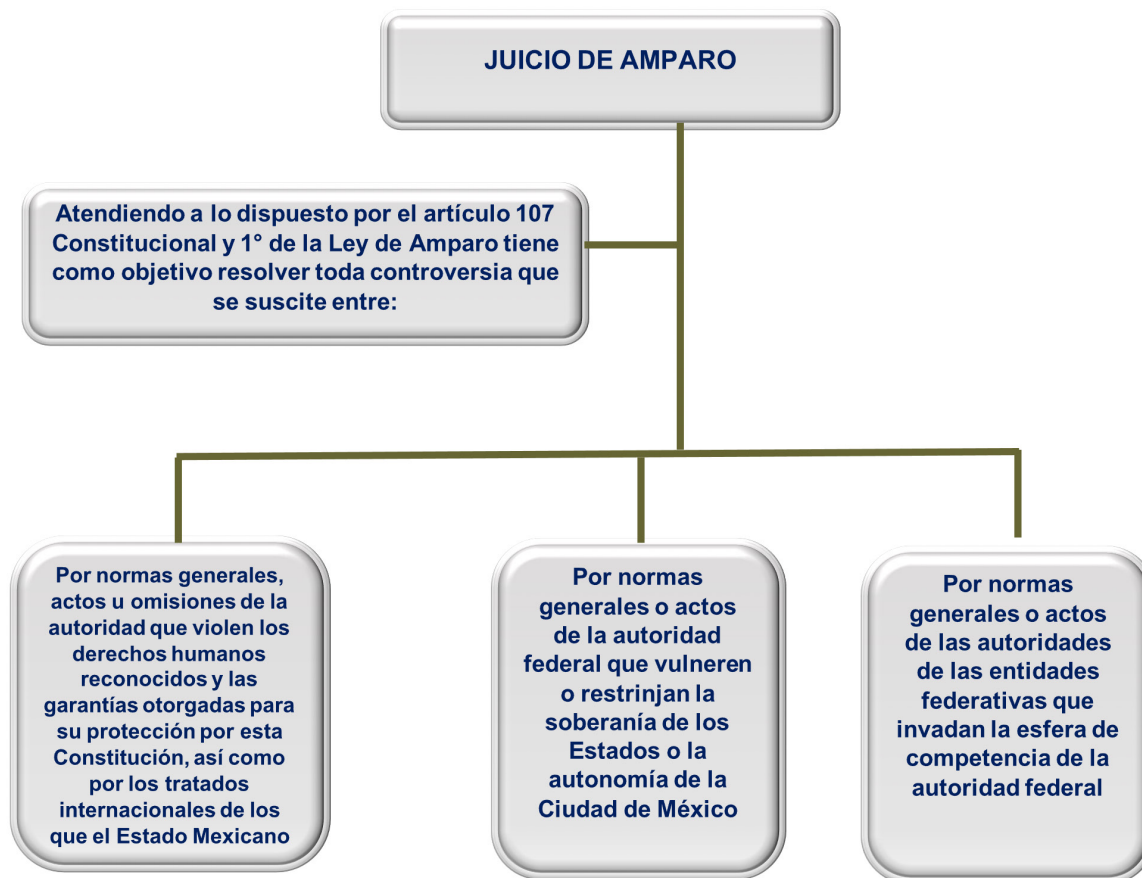 JUICIO DE AMPARO
Atendiendo a lo dispuesto por el artículo 107
Constitucional y 1° de la Ley de Amparo tiene
como objetivo resolver toda controversia que
se suscite entre:
Por normas generales,
actos u omisiones de la
autoridad que violen los
derechos humanos
reconocidos y las
garantías otorgadas para
su protección por esta
Constitución, así como
por los tratados
internacionales de los
que el Estado Mexicano
Por normas
generales o actos
de la autoridad
federal que vulneren
o restrinjan la
soberanía de los
Estados o la
autonomía de la
Ciudad de México
Por normas
generales o actos
de las autoridades
de las entidades
federativas que
invadan la esfera de
competencia de la
autoridad federal